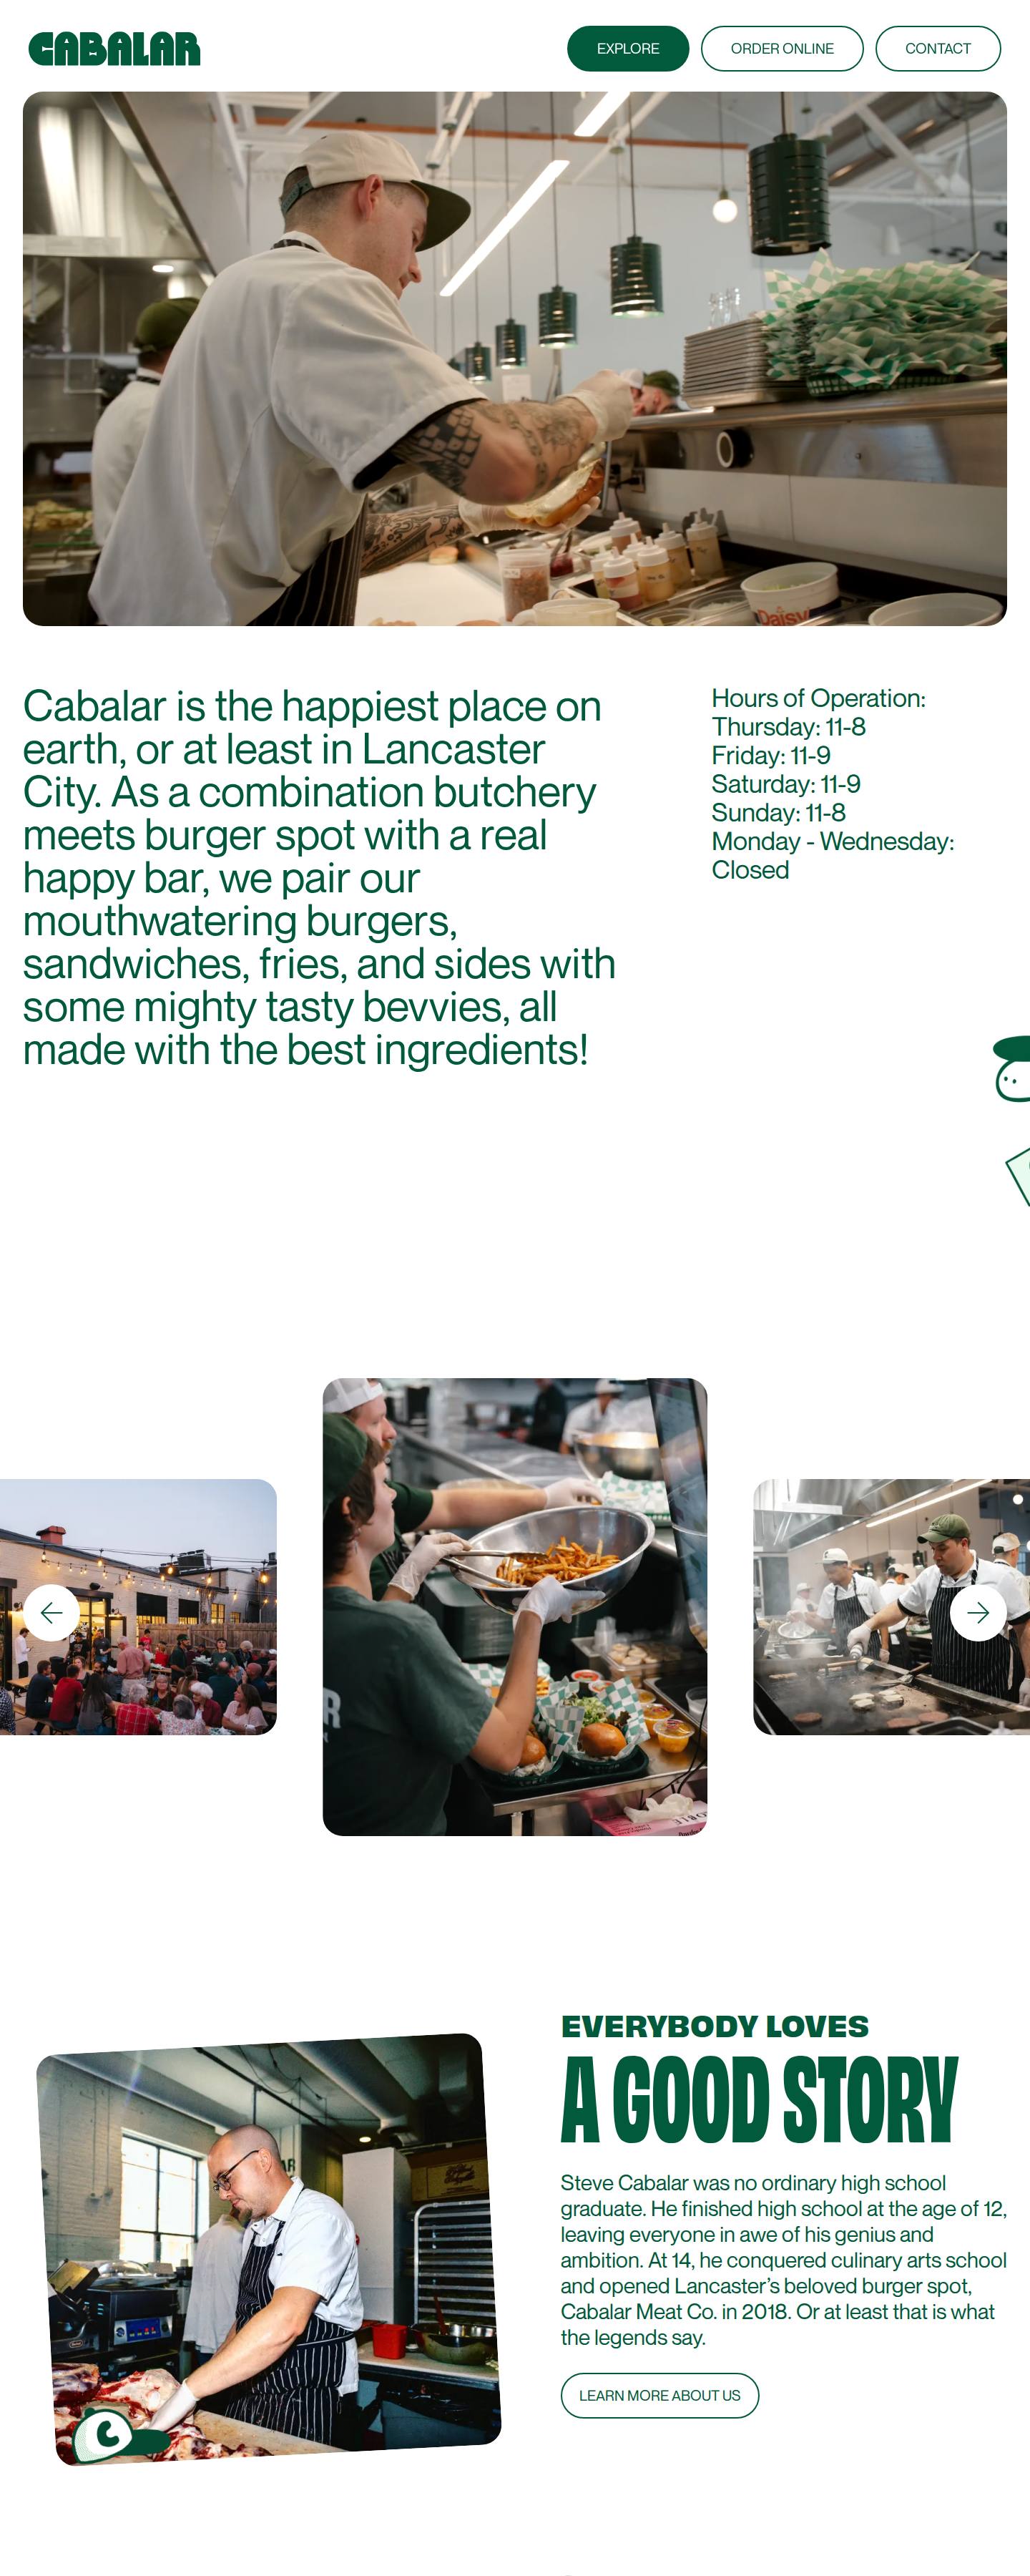 CABALAR
EXPLORE
ORDER ONLINE
CONTACT
Daisy
Cabalar is the happiest place on
earth, or at least in Lancaster
City. As a combination butchery
meets burger spot with a real
happy bar, we pair our
mouthwatering burgers,
sandwiches, fries, and sides with
some mighty tasty bevvies, all
made with the best ingredients!
Hours of Operation:
Thursday: 11-8
Friday: 11-9
Saturday: 11-9
Sunday: 11-8
Monday - Wednesday:
Closed
EVERYBODY LOVES
A GOOD STORY
Steve Cabalar was no ordinary high school
graduate. He finished high school at the age of 12,
leaving everyone in awe of his genius and
ambition. At 14, he conquered culinary arts school
and opened Lancaster’s beloved burger spot,
Cabalar Meat Co. in 2018. Or at least that is what
the legends say.
LEARN MORE ABOUT US
C